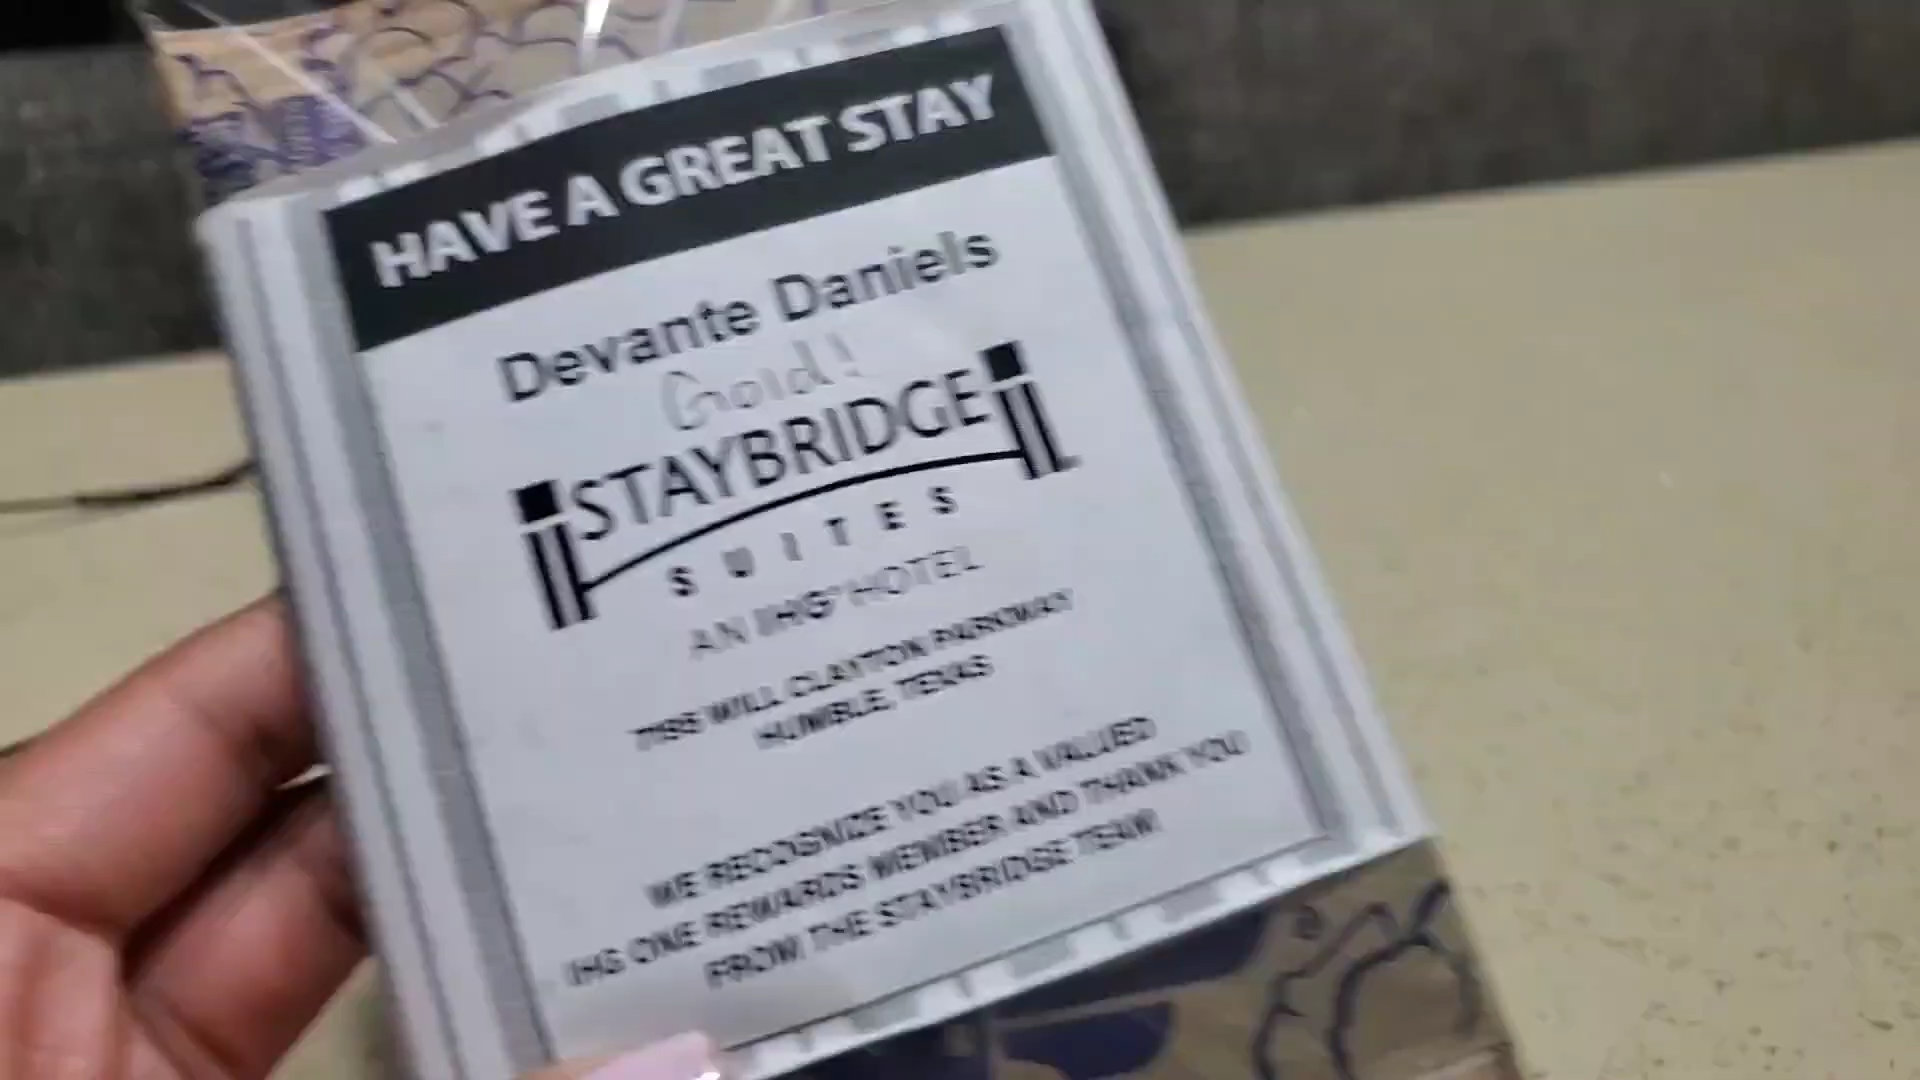 HAVE A GREAT STAY
Devante Daniels
Gold!
STAYBRIDGE
SUITES
AN IHG® HOTEL
7195 WILL CLAYTON PARKWAY
HUMBLE, TEXAS
WE RECOGNIZE YOU AS A VALUED
IHG ONE REWARDS MEMBER AND THANK YOU
FROM THE STAYBRIDGE TEAM